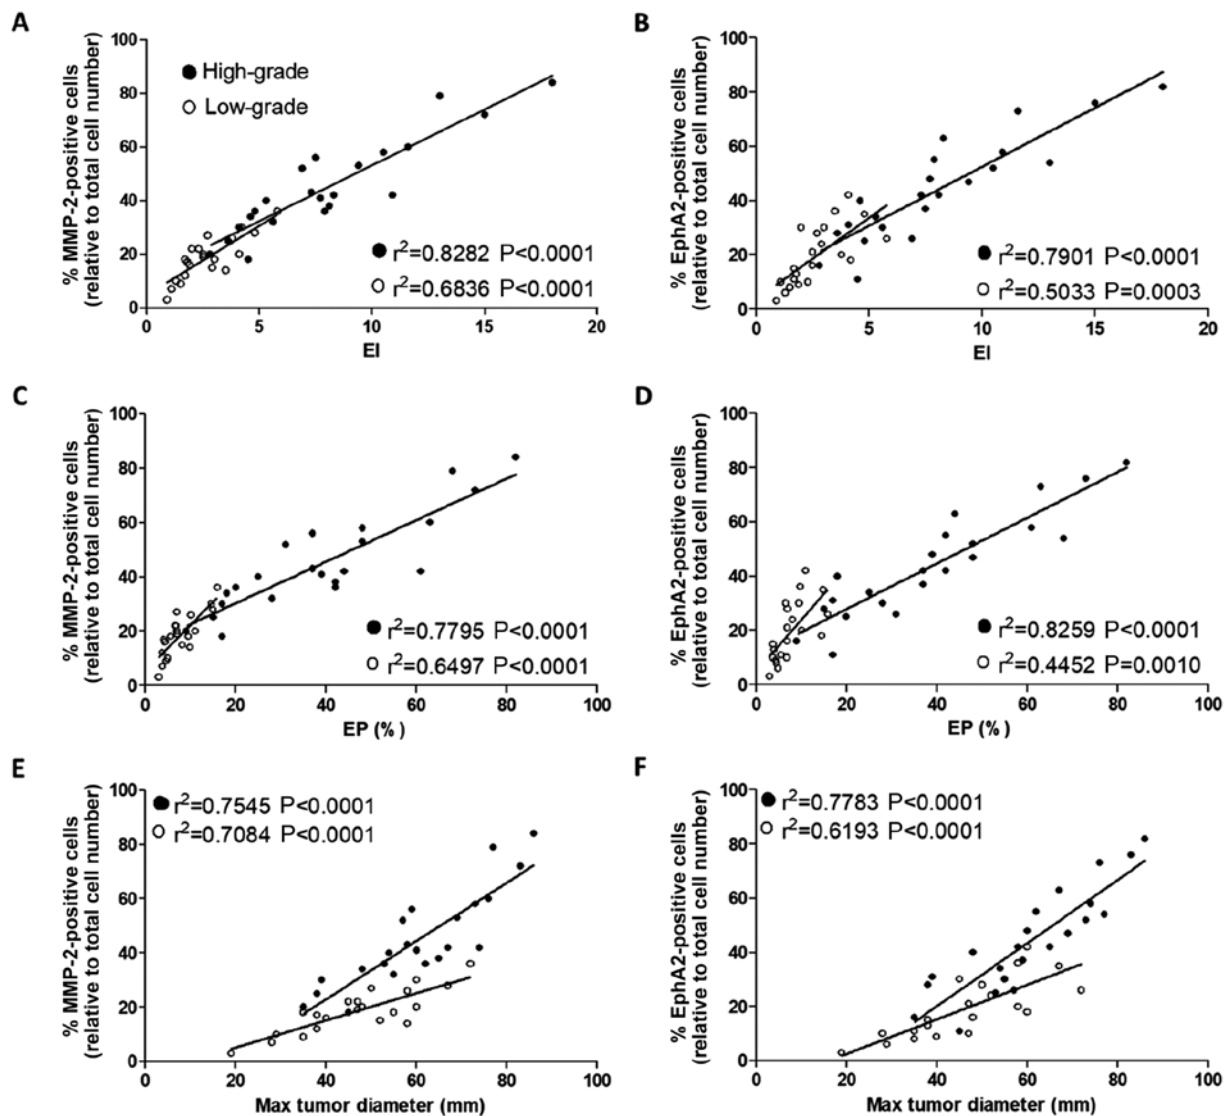 A
% MMP-2-positive cells
(relative to total cell number)
100
80
60
40
20
0
High-grade
Low-grade
r²=0.8282 P<0.0001
r²=0.6836 P<0.0001
0 5 10 15 20
EI
B
% EphA2-positive cells
(relative to total cell number)
100
80
60
40
20
0
r²=0.7901 P<0.0001
r²=0.5033 P=0.0003
0 5 10 15 20
EI
C
% MMP-2-positive cells
(relative to total cell number)
100
80
60
40
20
0
r²=0.7795 P<0.0001
r²=0.6497 P<0.0001
0 20 40 60 80 100
EP (%)
D
% EphA2-positive cells
(relative to total cell number)
100
80
60
40
20
0
r²=0.8259 P<0.0001
r²=0.4452 P=0.0010
0 20 40 60 80 100
EP (%)
E
% MMP-2-positive cells
(relative to total cell number)
100
80
60
40
20
0
r²=0.7545 P<0.0001
r²=0.7084 P<0.0001
0 20 40 60 80 100
Max tumor diameter (mm)
F
% EphA2-positive cells
(relative to total cell number)
100
80
60
40
20
0
r²=0.7783 P<0.0001
r²=0.6193 P<0.0001
0 20 40 60 80 100
Max tumor diameter (mm)